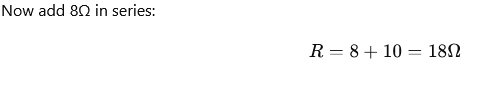 Now add 8Ω in series:
R = 8 + 10 = 18Ω